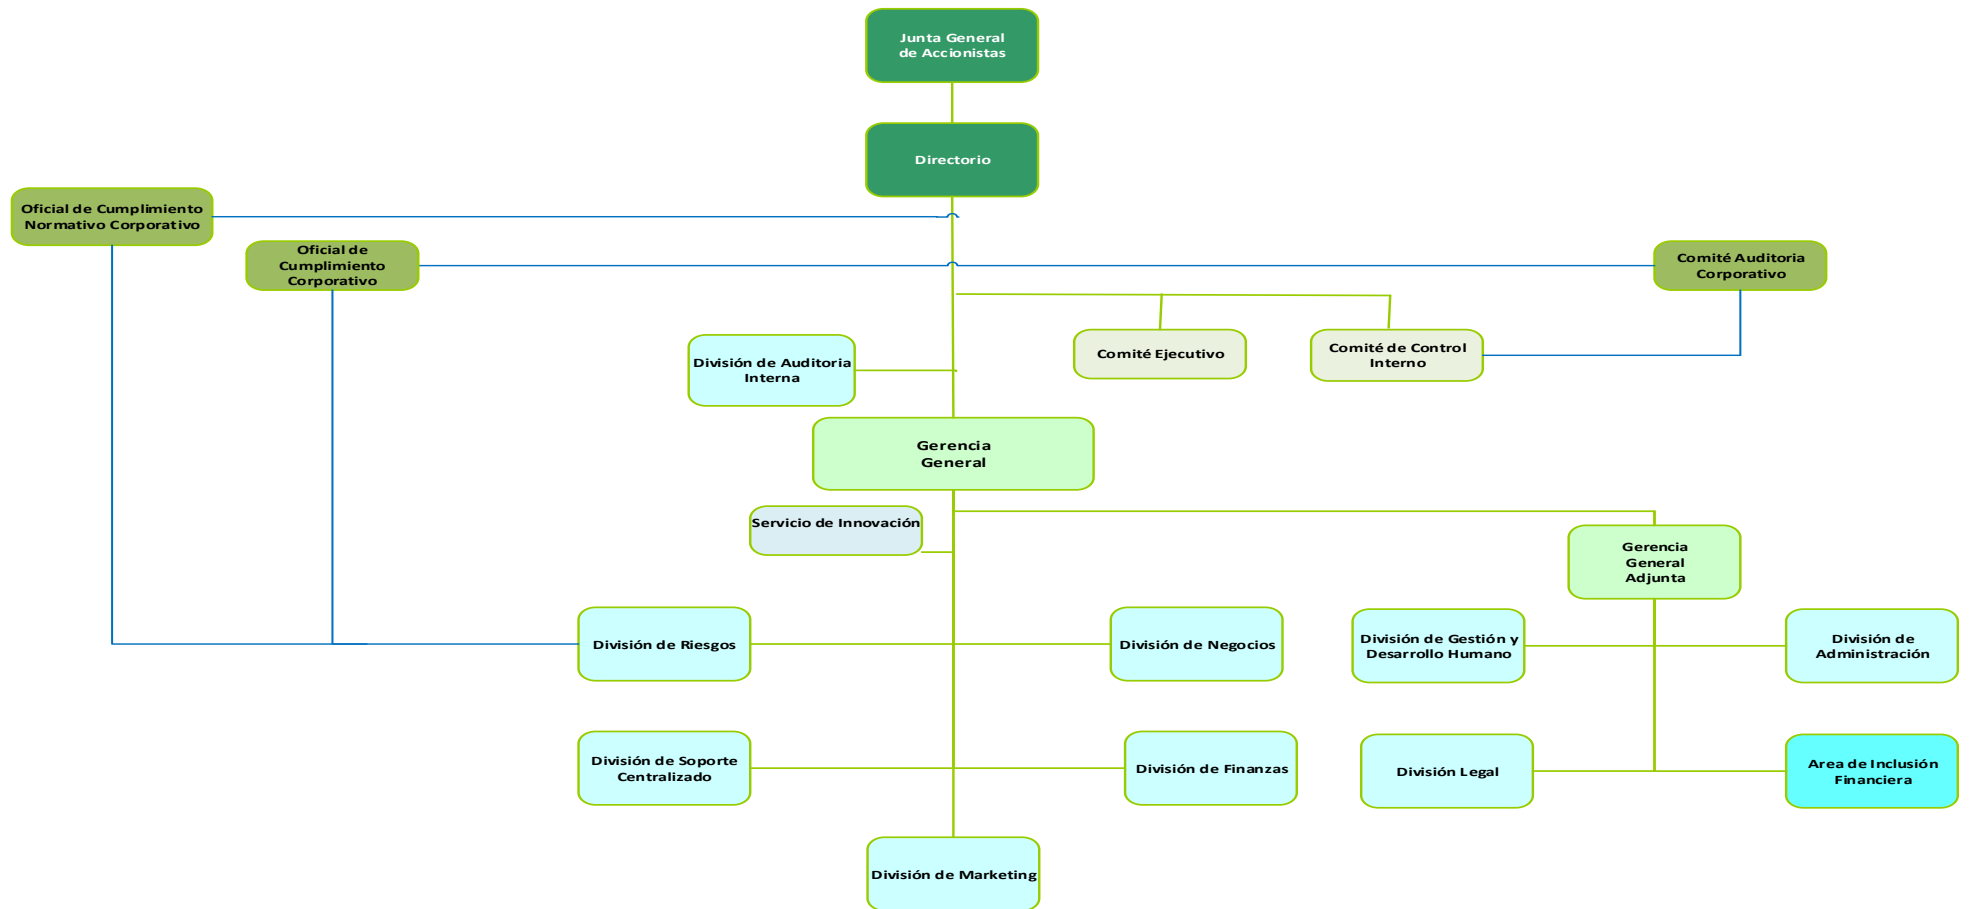 Junta General
de Accionistas
Directorio
Oficial de Cumplimiento
Normativo Corporativo
Oficial de
Cumplimiento
Corporativo
Comité Auditoria
Corporativo
División de Auditoria
Interna
Comité Ejecutivo
Comité de Control
Interno
Gerencia
General
Servicio de Innovación
Gerencia
General
Adjunta
División de Riesgos
División de Negocios
División de Gestión y
Desarrollo Humano
División de
Administración
División de Soporte
Centralizado
División de Finanzas
División Legal
Area de Inclusión
Financiera
División de Marketing